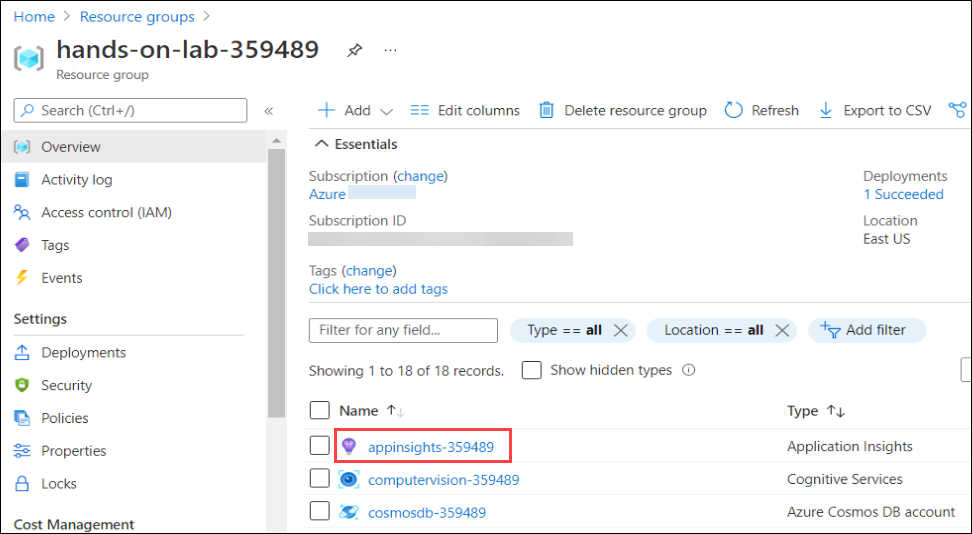 Home > Resource groups >
hands-on-lab-359489 ...
Resource group
Search (Ctrl+/) «
Overview
Activity log
Access control (IAM)
Tags
Events
Settings
Deployments
Security
Policies
Properties
Locks
Cost Management
Add Edit columns Delete resource group Refresh Export to CSV
Essentials
Subscription (change)
Azure
Subscription ID
Tags (change)
Click here to add tags
Deployments
1 Succeeded
Location
East US
Filter for any field... Type == all Location == all Add filter
Showing 1 to 18 of 18 records. Show hidden types
Name Type
appinsights-359489 Application Insights
computervision-359489 Cognitive Services
cosmosdb-359489 Azure Cosmos DB account